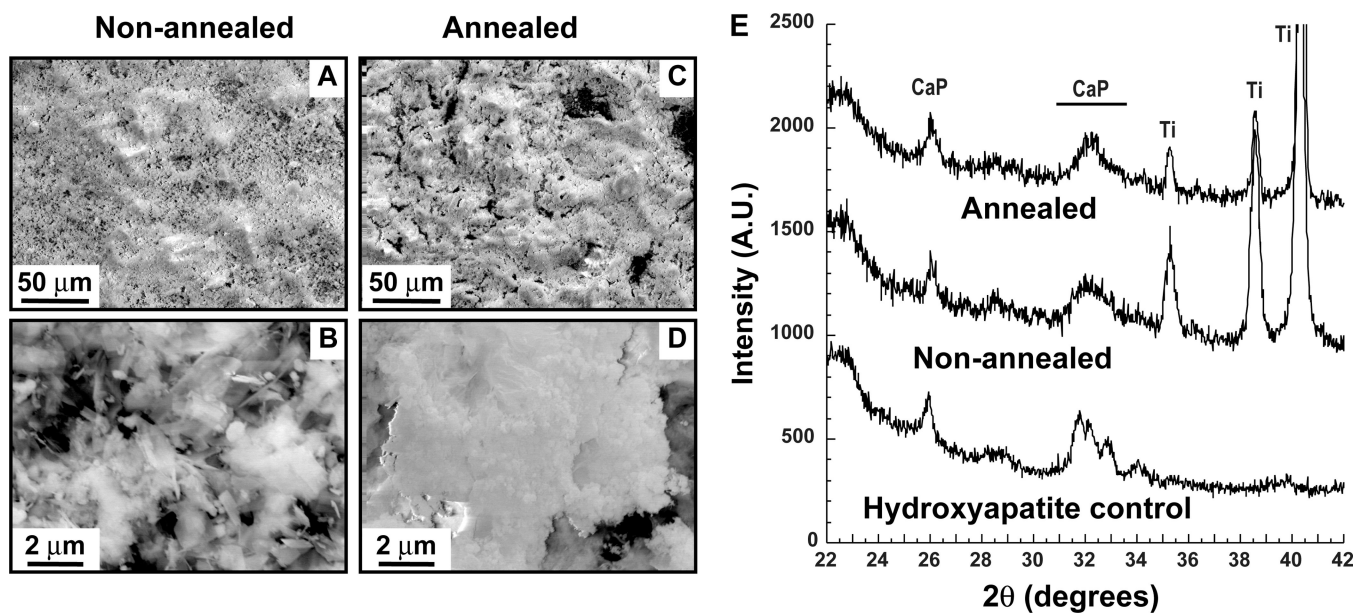 Non-annealed
Annealed
A
50 μm
C
50 μm
B
2 μm
D
2 μm
E
2500
2000
1500
1000
500
0
Intensity (A.U.)
CaP
CaP
Ti
Ti
Ti
Annealed
Non-annealed
Hydroxyapatite control
22 24 26 28 30 32 34 36 38 40 42
2θ (degrees)